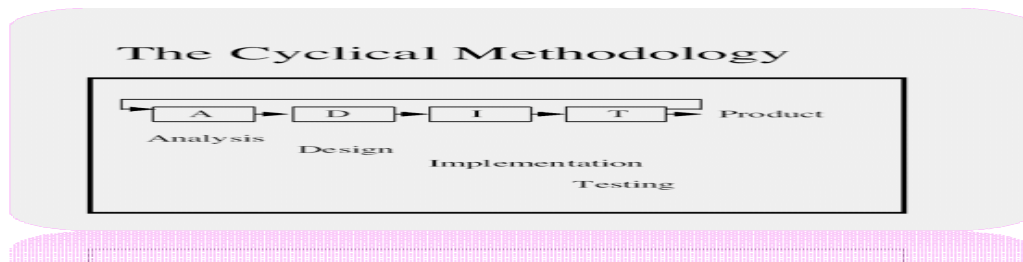 The Cyclical Methodology
A D I T Product
Analysis
Design
Implementation
Testing